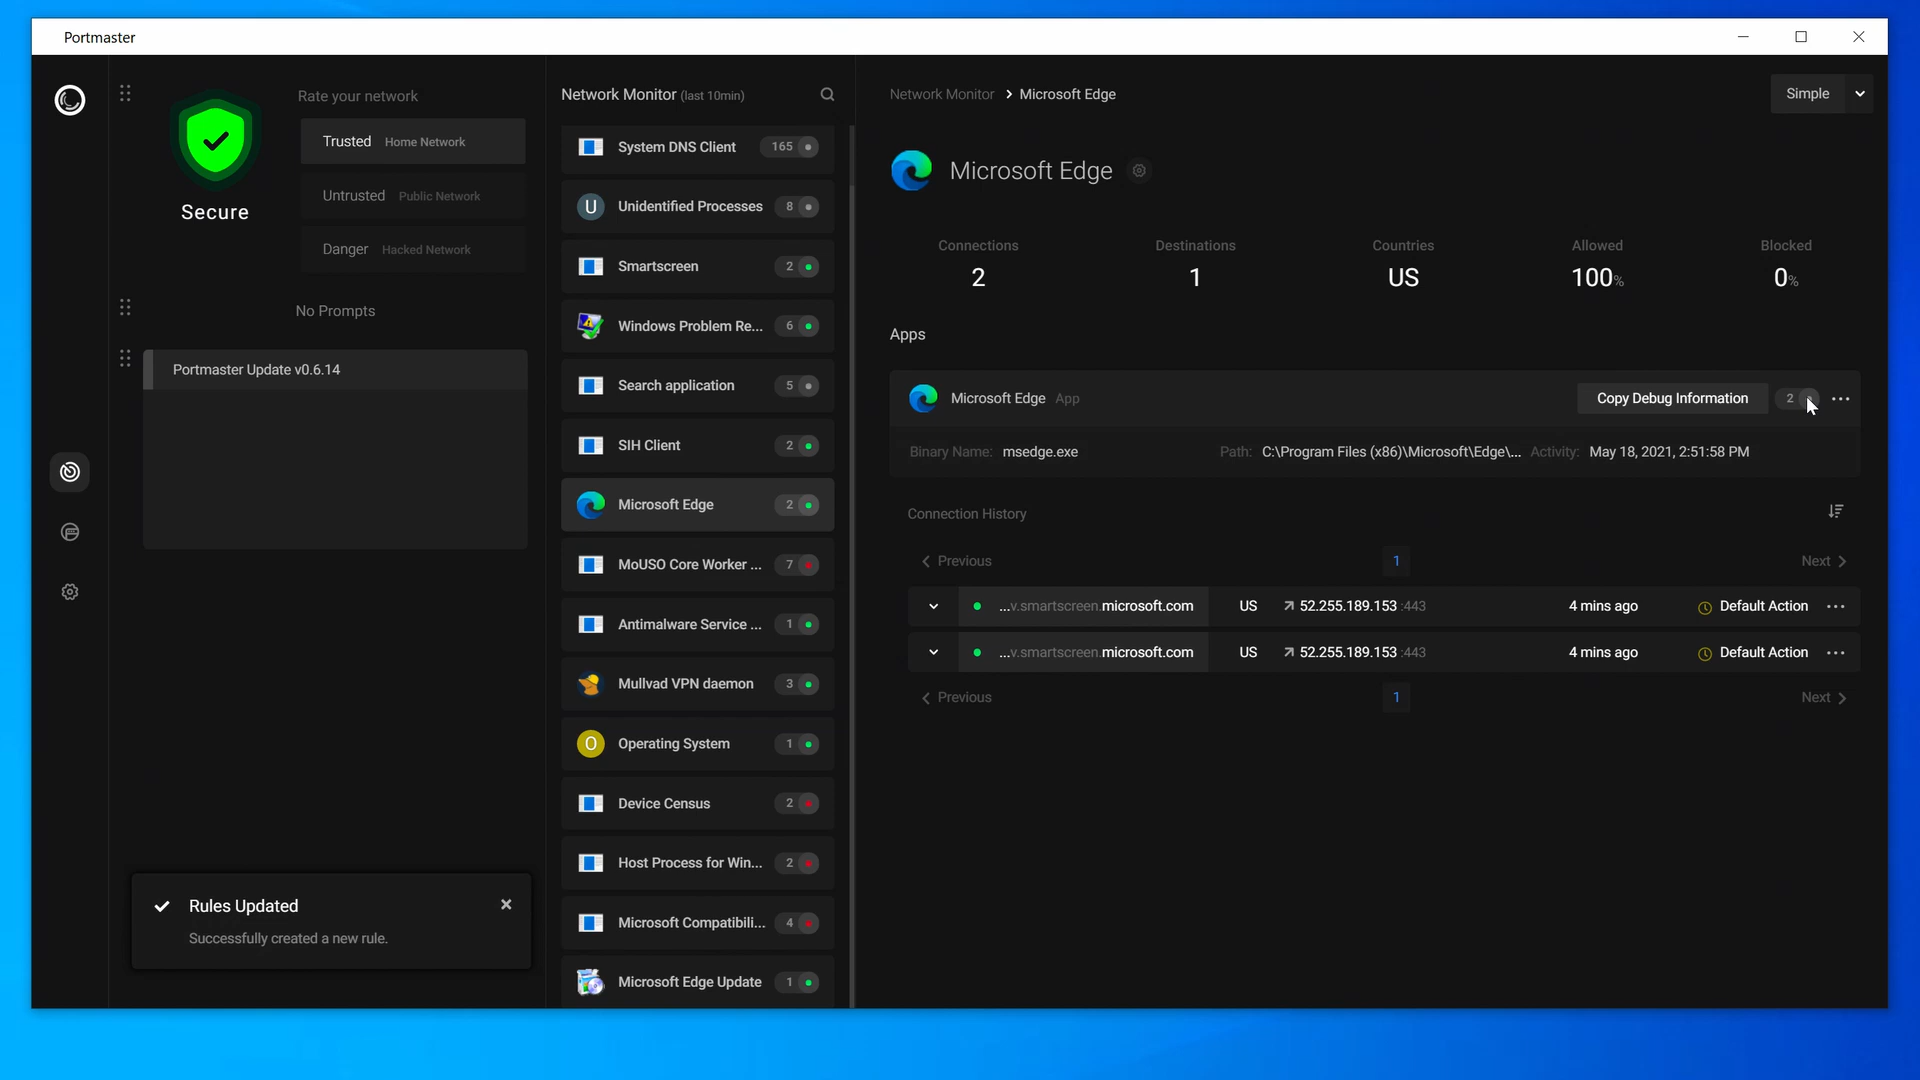 Portmaster
Rate your network
Trusted Home Network
Untrusted Public Network
Danger Hacked Network
Secure
No Prompts
Portmaster Update v0.6.14
Rules Updated
Successfully created a new rule.
Network Monitor (last 10min)
System DNS Client 165
U Unidentified Processes 8
Smartscreen 2
Windows Problem Re... 6
Search application 5
SIH Client 2
Microsoft Edge 2
MoUSO Core Worker ... 7
Antimalware Service ... 1
Mullvad VPN daemon 3
O Operating System 1
Device Census 2
Host Process for Win... 2
Microsoft Compatibili... 4
Microsoft Edge Update 1
Network Monitor > Microsoft Edge
Simple
Microsoft Edge
Connections Destinations Countries Allowed Blocked
2 1 US 100% 0%
Apps
Microsoft Edge App Copy Debug Information 2
Binary Name: msedge.exe Path: C:\Program Files (x86)\Microsoft\Edge\... Activity: May 18, 2021, 2:51:58 PM
Connection History
Previous 1 Next
...v.smartscreen.microsoft.com US 52.255.189.153 :443 4 mins ago Default Action
...v.smartscreen.microsoft.com US 52.255.189.153 :443 4 mins ago Default Action
Previous 1 Next